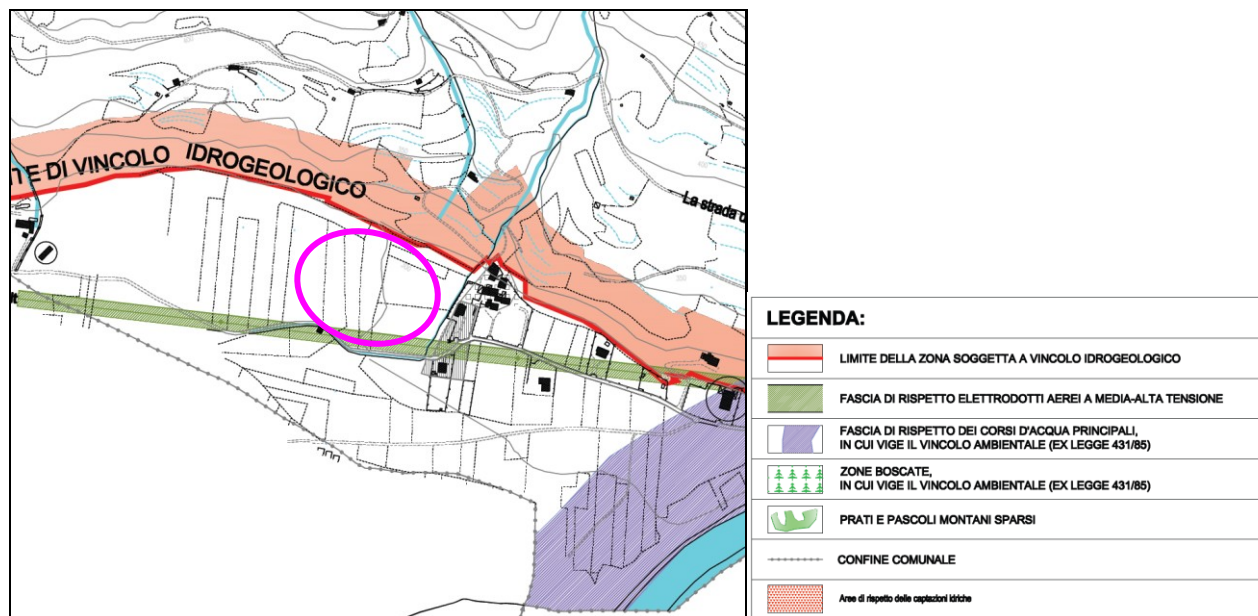 ITE DI VINCOLO IDROGEOLOGICO
La strada d
LEGENDA:
LIMITE DELLA ZONA SOGGETTA A VINCOLO IDROGEOLOGICO
FASCIA DI RISPETTO ELETTRODOTTI AEREI A MEDIA-ALTA TENSIONE
FASCIA DI RISPETTO DEI CORSI D'ACQUA PRINCIPALI,
IN CUI VIGE IL VINCOLO AMBIENTALE (EX LEGGE 431/85)
ZONE BOSCATE,
IN CUI VIGE IL VINCOLO AMBIENTALE (EX LEGGE 431/85)
PRATI E PASCOLI MONTANI SPARSI
CONFINE COMUNALE
Aree di rispetto delle captazioni idriche